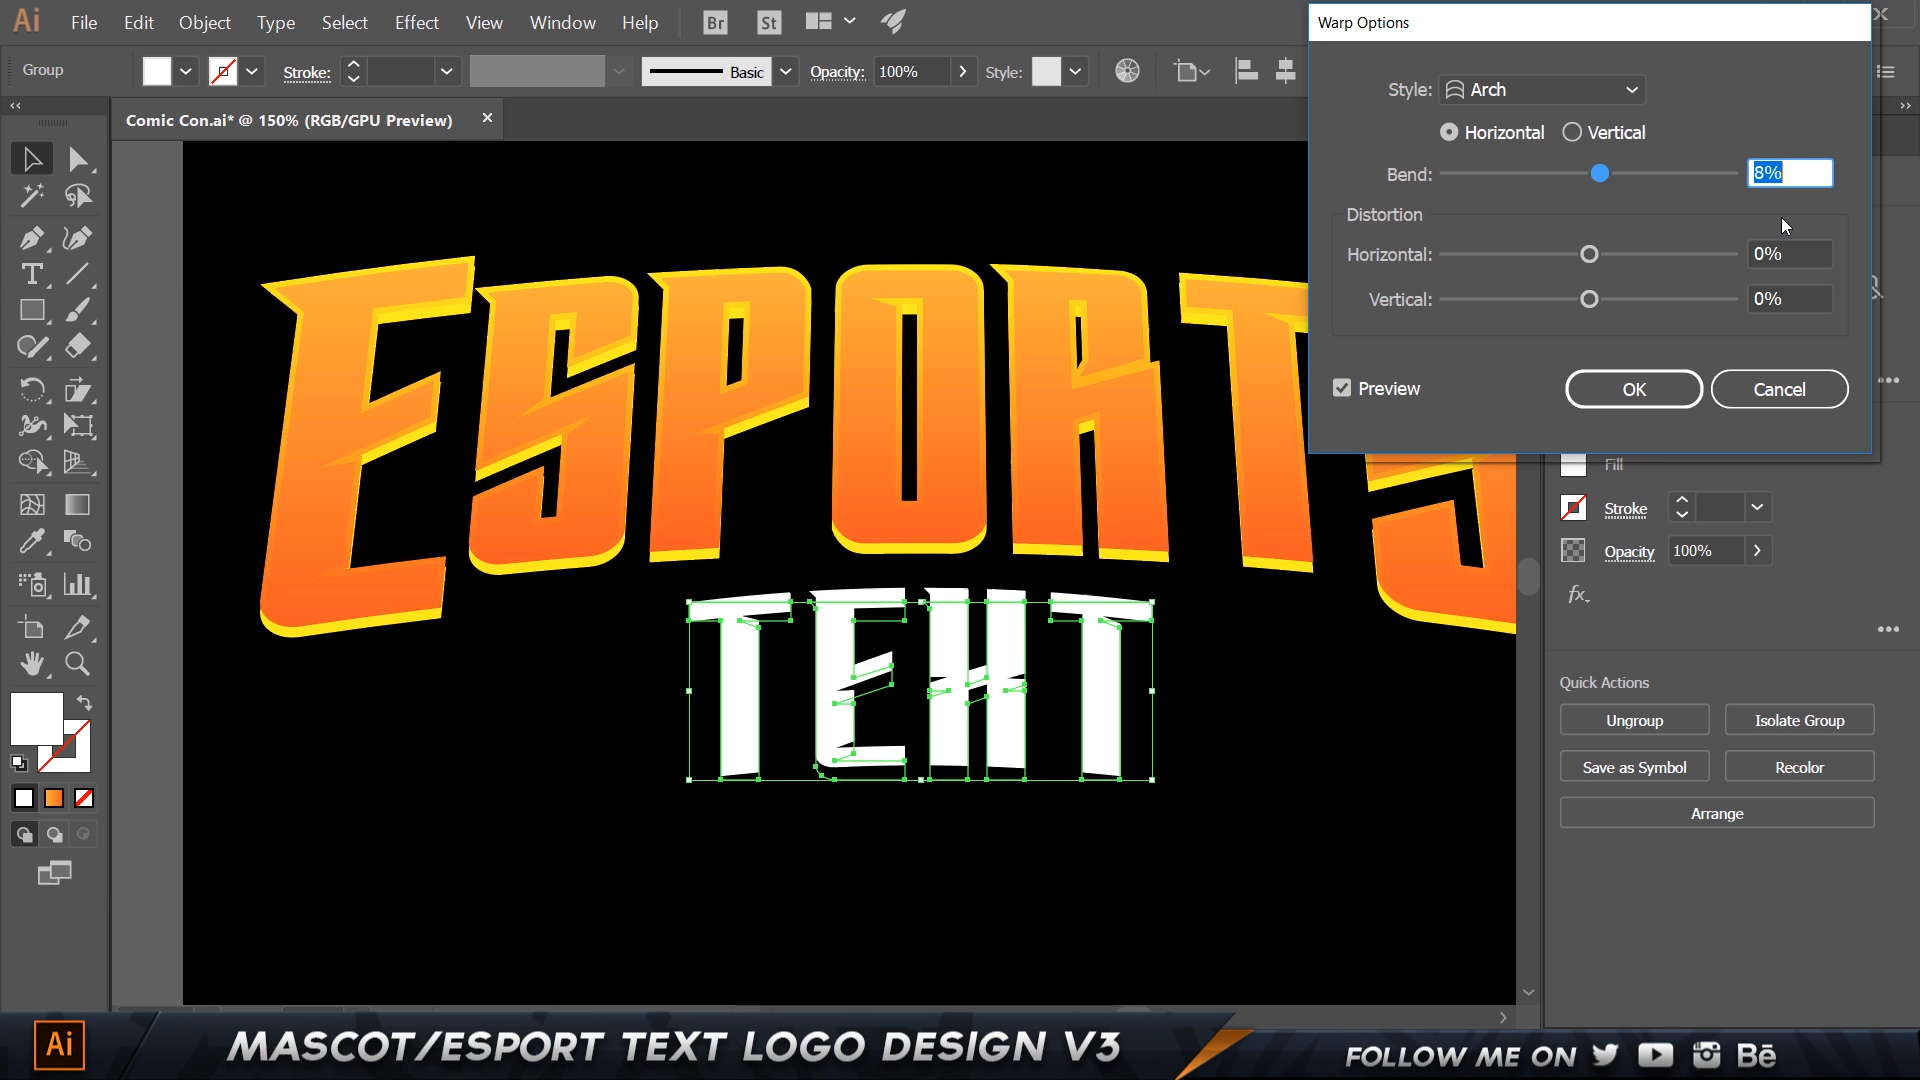 Ai File Edit Object Type Select Effect View Window Help Br St
Warp Options
Group Stroke: Basic Opacity: 100% Style:
Style: Arch
Comic Con.ai* @ 150% (RGB/GPU Preview)
Horizontal Vertical
Bend: 8%
Distortion
Horizontal: 0%
Vertical: 0%
Preview OK Cancel
ESPORTS
Fill
Stroke
Opacity 100%
fx.
TEXT
Quick Actions
Ungroup Isolate Group
Save as Symbol Recolor
Arrange
Ai MASCOT/ESPORT TEXT LOGO DESIGN V3
FOLLOW ME ON Bē